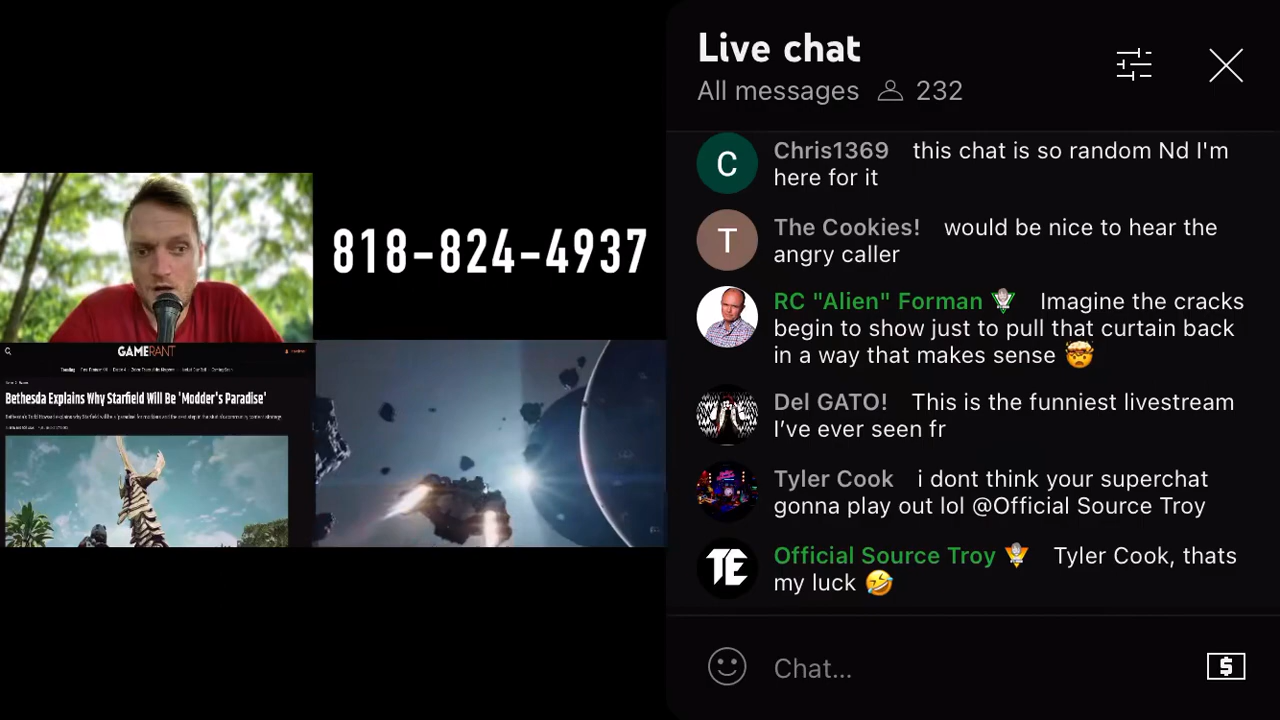 Live chat
All messages 232
Chris1369 this chat is so random Nd I'm
here for it
C
The Cookies! would be nice to hear the
angry caller
T
RC "Alien" Forman Imagine the cracks
begin to show just to pull that curtain back
in a way that makes sense 🤯
Del GATO! This is the funniest livestream
I’ve ever seen fr
Tyler Cook i dont think your superchat
gonna play out lol @Official Source Troy
Official Source Troy Tyler Cook, thats
my luck 🤣
TE
Chat...
$
818-824-4937
GAMERANT
Bethesda Explains Why Starfield Will Be 'Modder's Paradise'